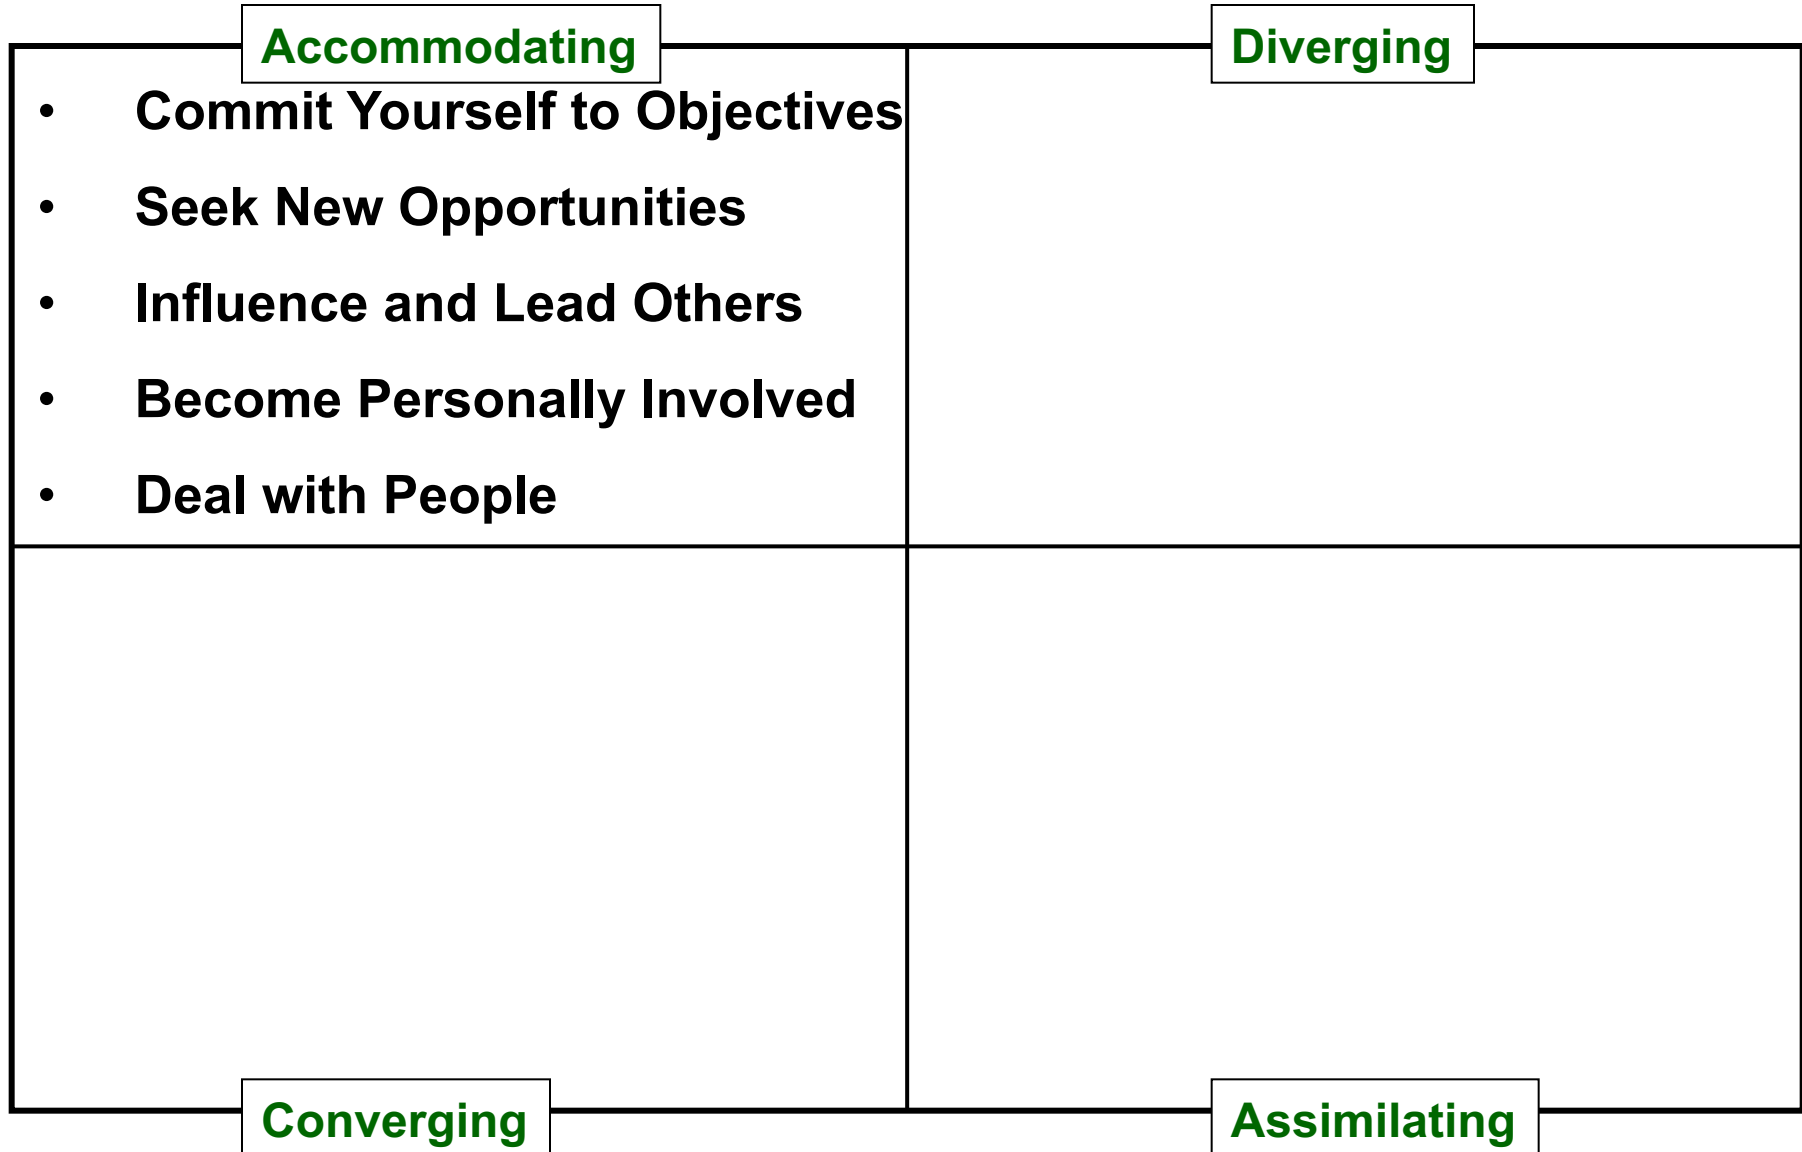 Accommodating
Diverging
• Commit Yourself to Objectives
• Seek New Opportunities
• Influence and Lead Others
• Become Personally Involved
• Deal with People
Converging
Assimilating